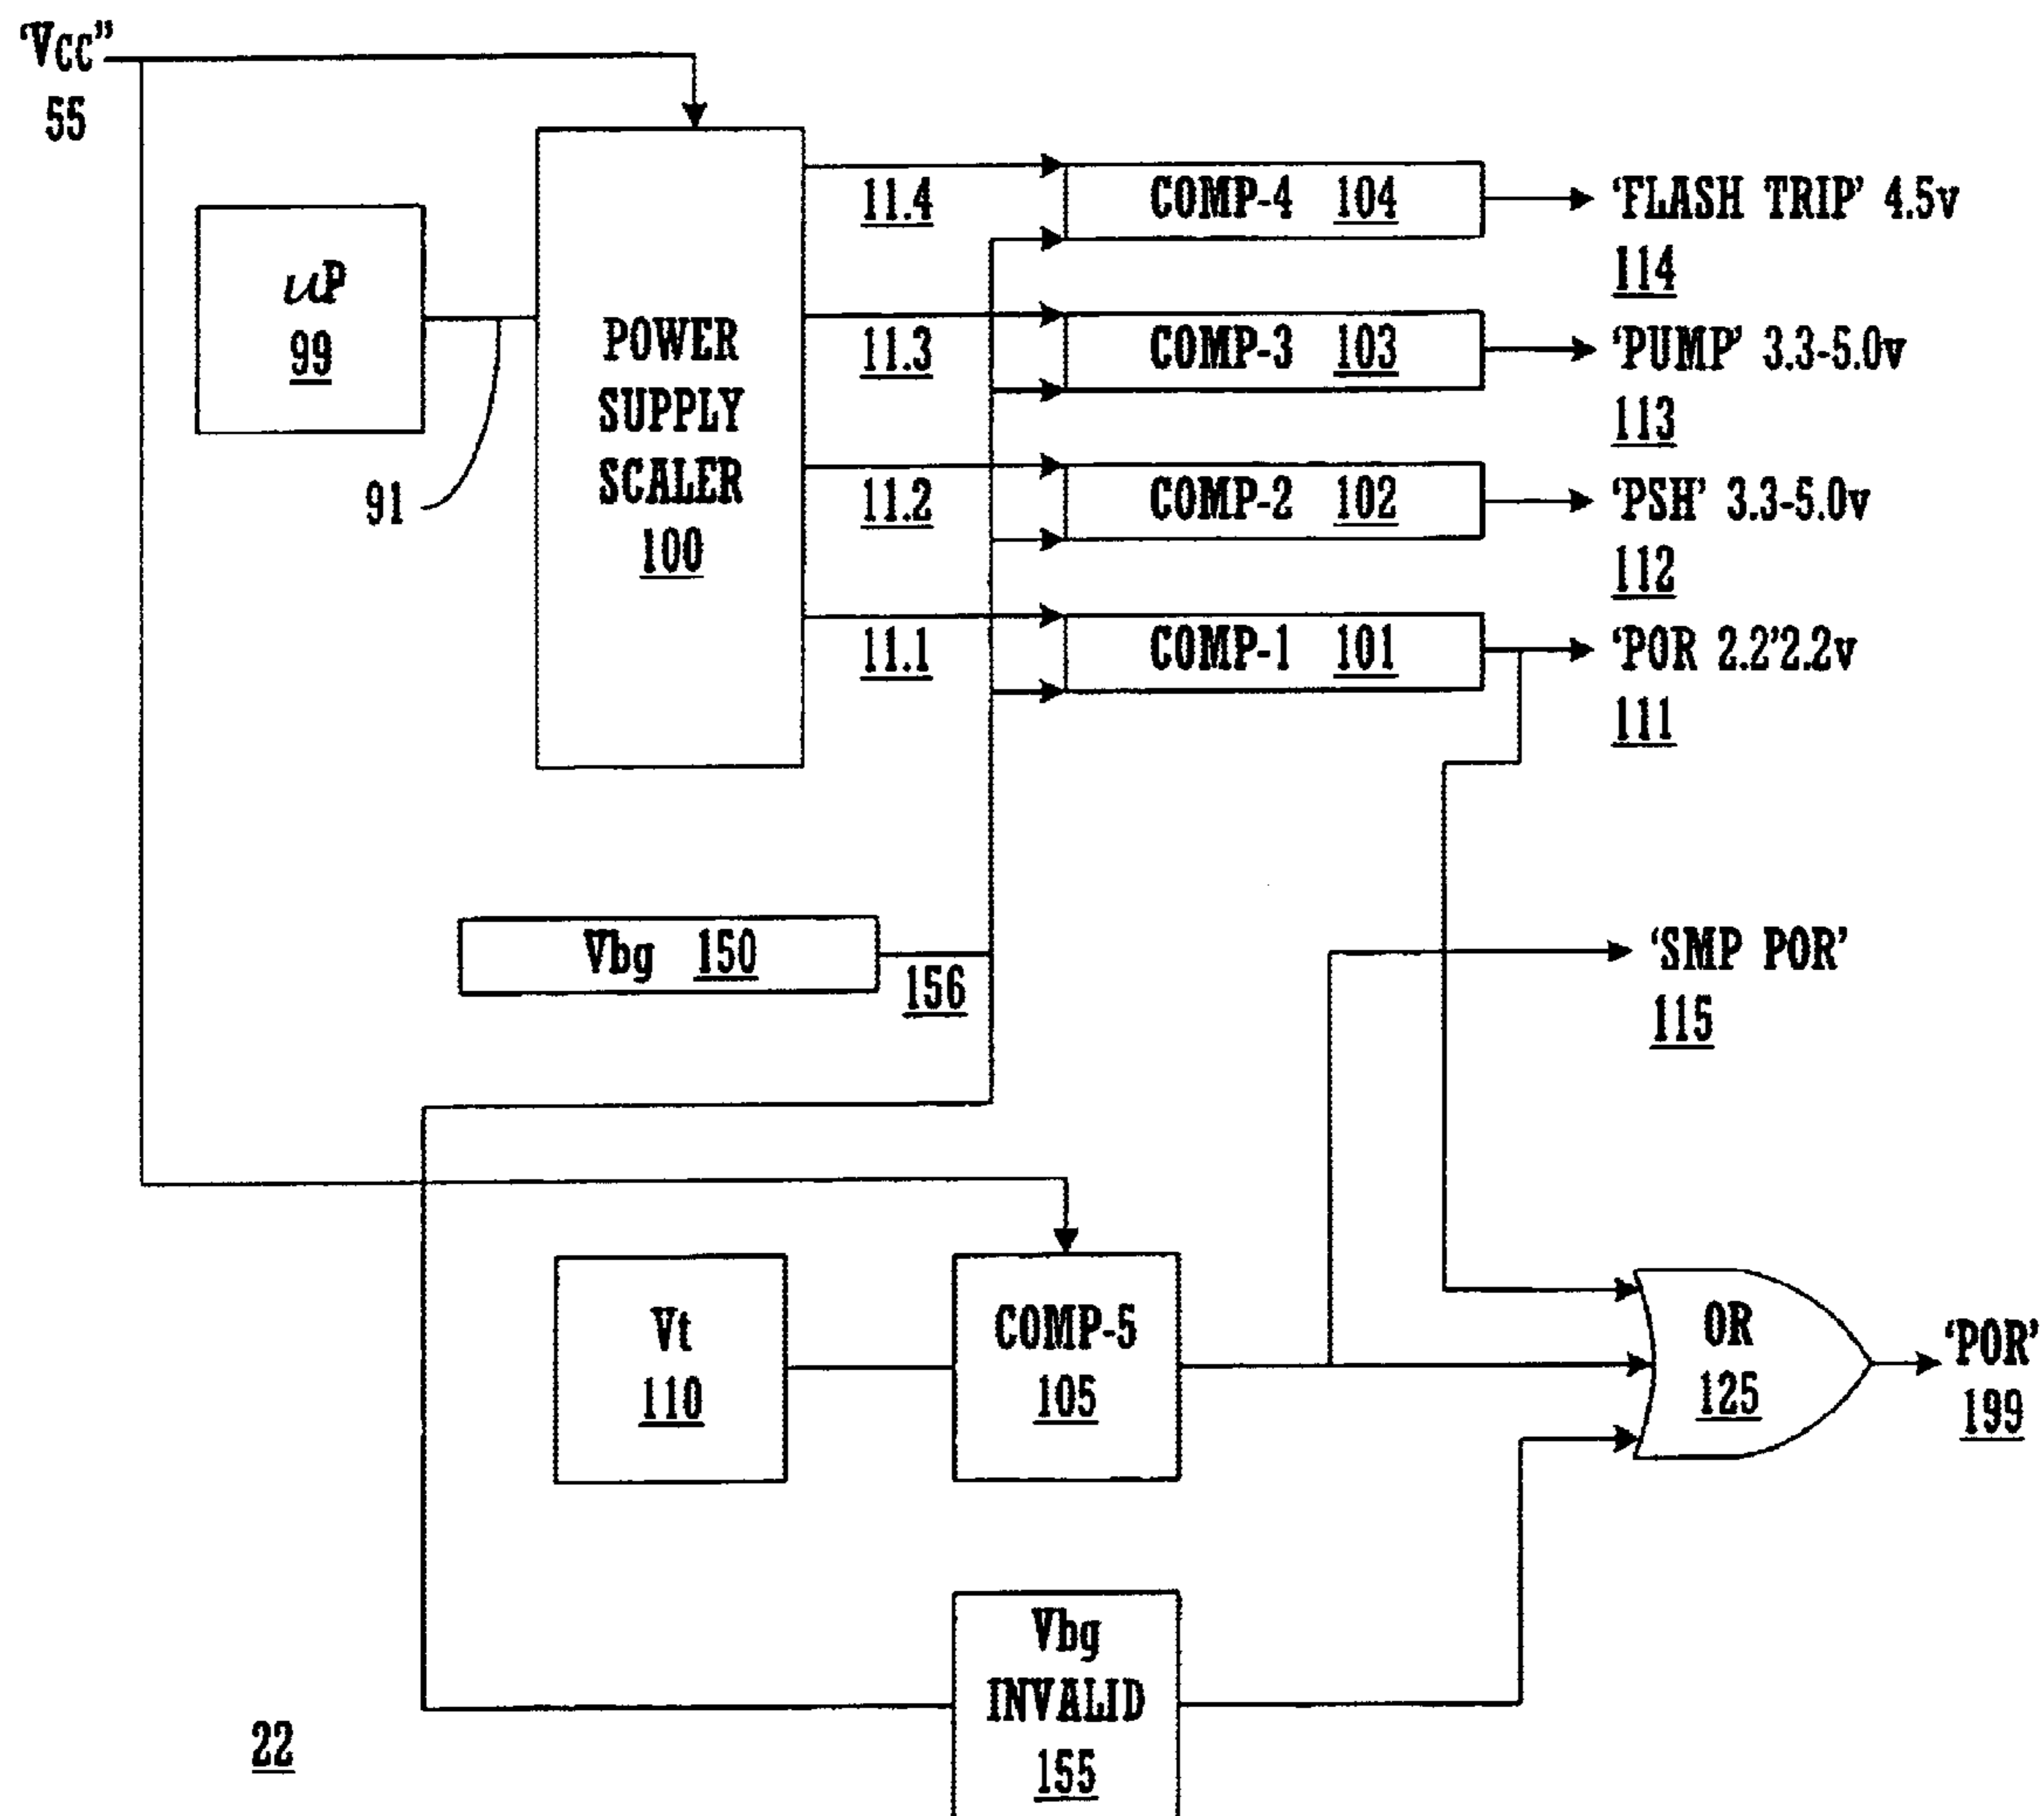 ‘VCC”
55
uP
99
91
POWER
SUPPLY
SCALER
100
11.4
11.3
11.2
11.1
COMP-4 104
COMP-3 103
COMP-2 102
COMP-1 101
‘FLASH TRIP’ 4.5v
114
‘PUMP’ 3.3-5.0v
113
‘PSH’ 3.3-5.0v
112
‘POR 2.2’2.2v
111
Vbg 150
156
‘SMP POR’
115
Vt
110
COMP-5
105
OR
125
‘POR’
199
Vbg
INVALID
155
22